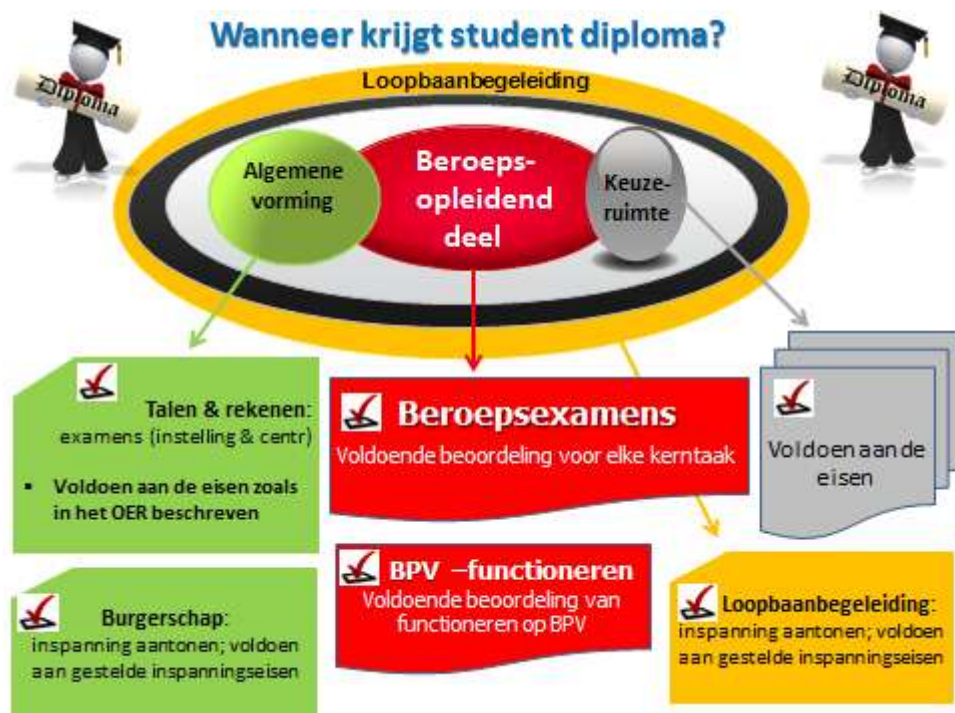 Wanneer krijgt student diploma?
Diploma
Diploma
Loopbaanbegeleiding
Algemene
vorming
Beroeps-
opleidend
deel
Keuze-
ruimte
Talen & rekenen:
examens (instelling & centr)
▪ Voldoen aan de eisen zoals
in het OER beschreven
Beroepsexamens
Voldoende beoordeling voor elke kerntaak
Voldoen aan de
eisen
Burgerschap:
inspanning aantonen; voldoen
aan gestelde inspanningseisen
BPV –functioneren
Voldoende beoordeling van
functioneren op BPV
Loopbaanbegeleiding:
inspanning aantonen; voldoen
aan gestelde inspanningseisen